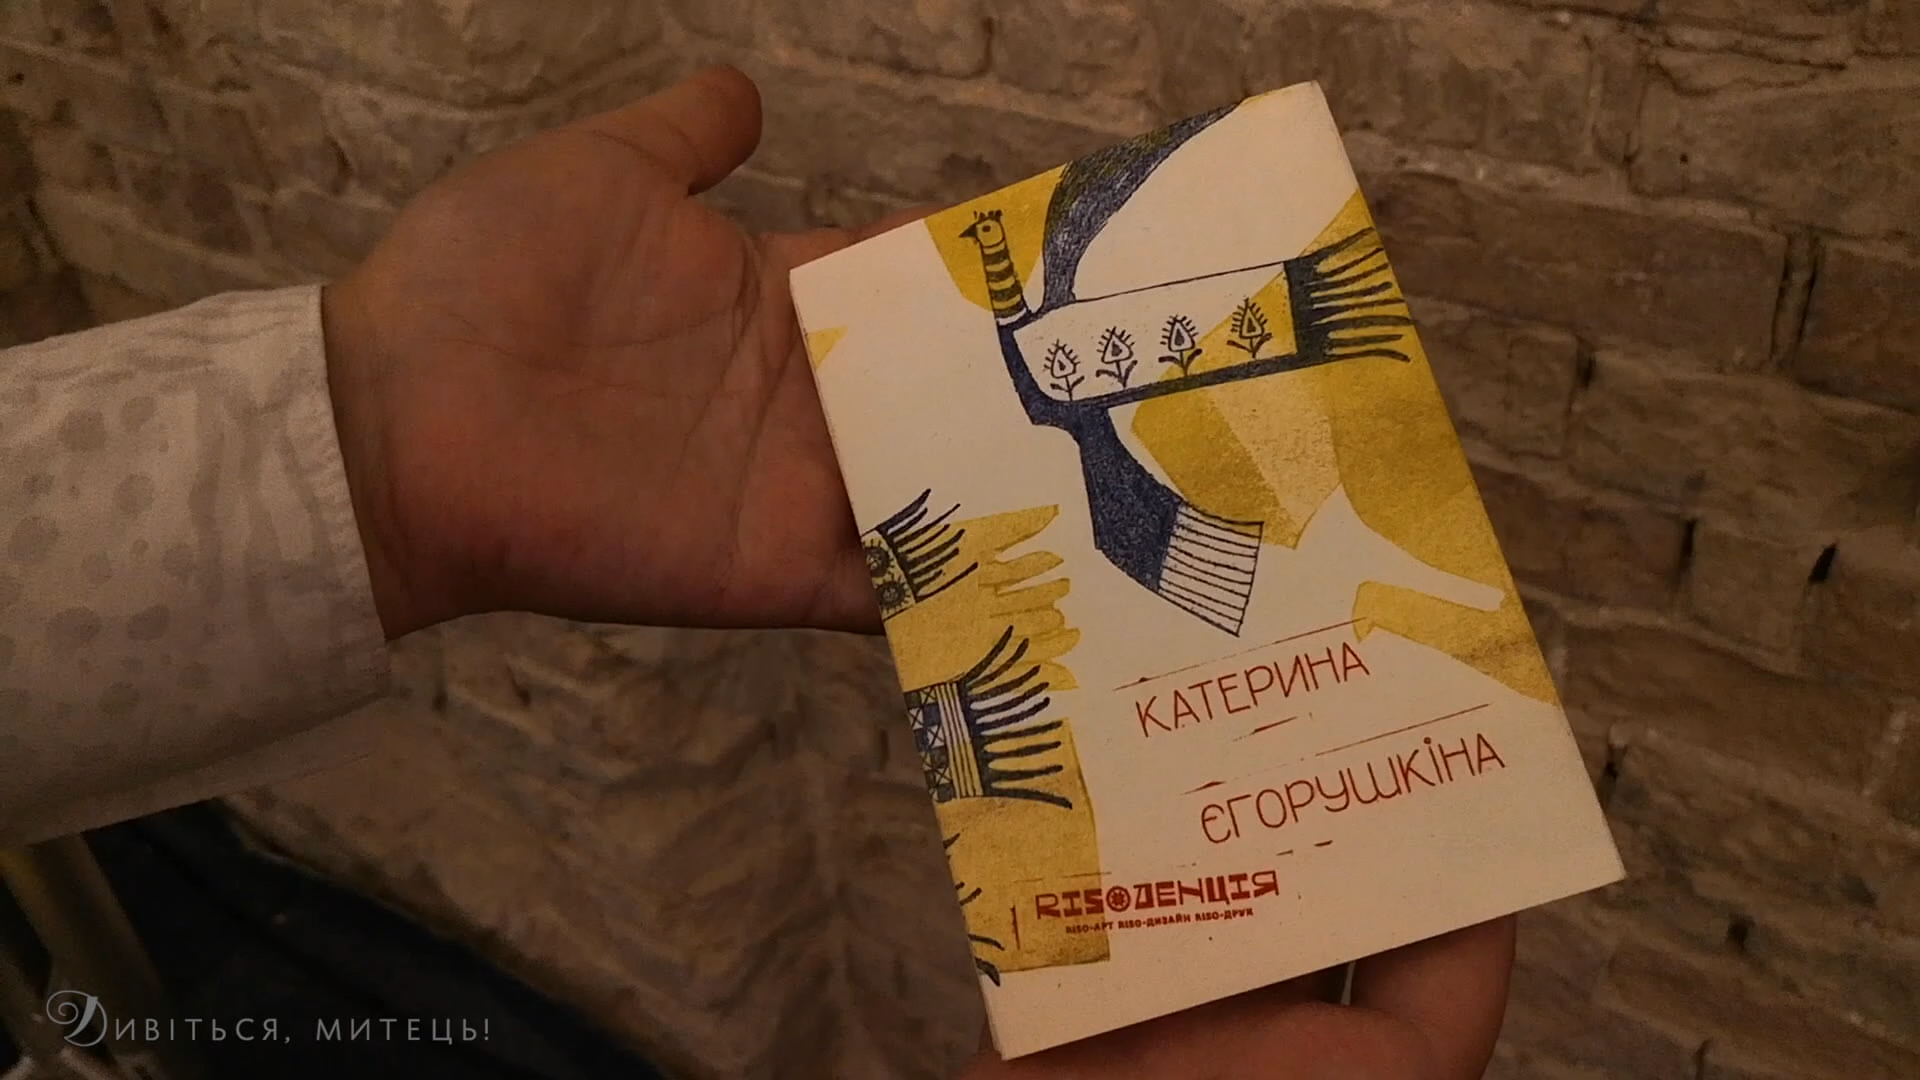 КАТЕРИНА
ЄГОРУШКІНА
RISOДЕНЦІЯ
RISO-АРТ RISO-ДИЗАЙН RISO-ДРУК
ДИВІТЬСЯ, МИТЕЦЬ!